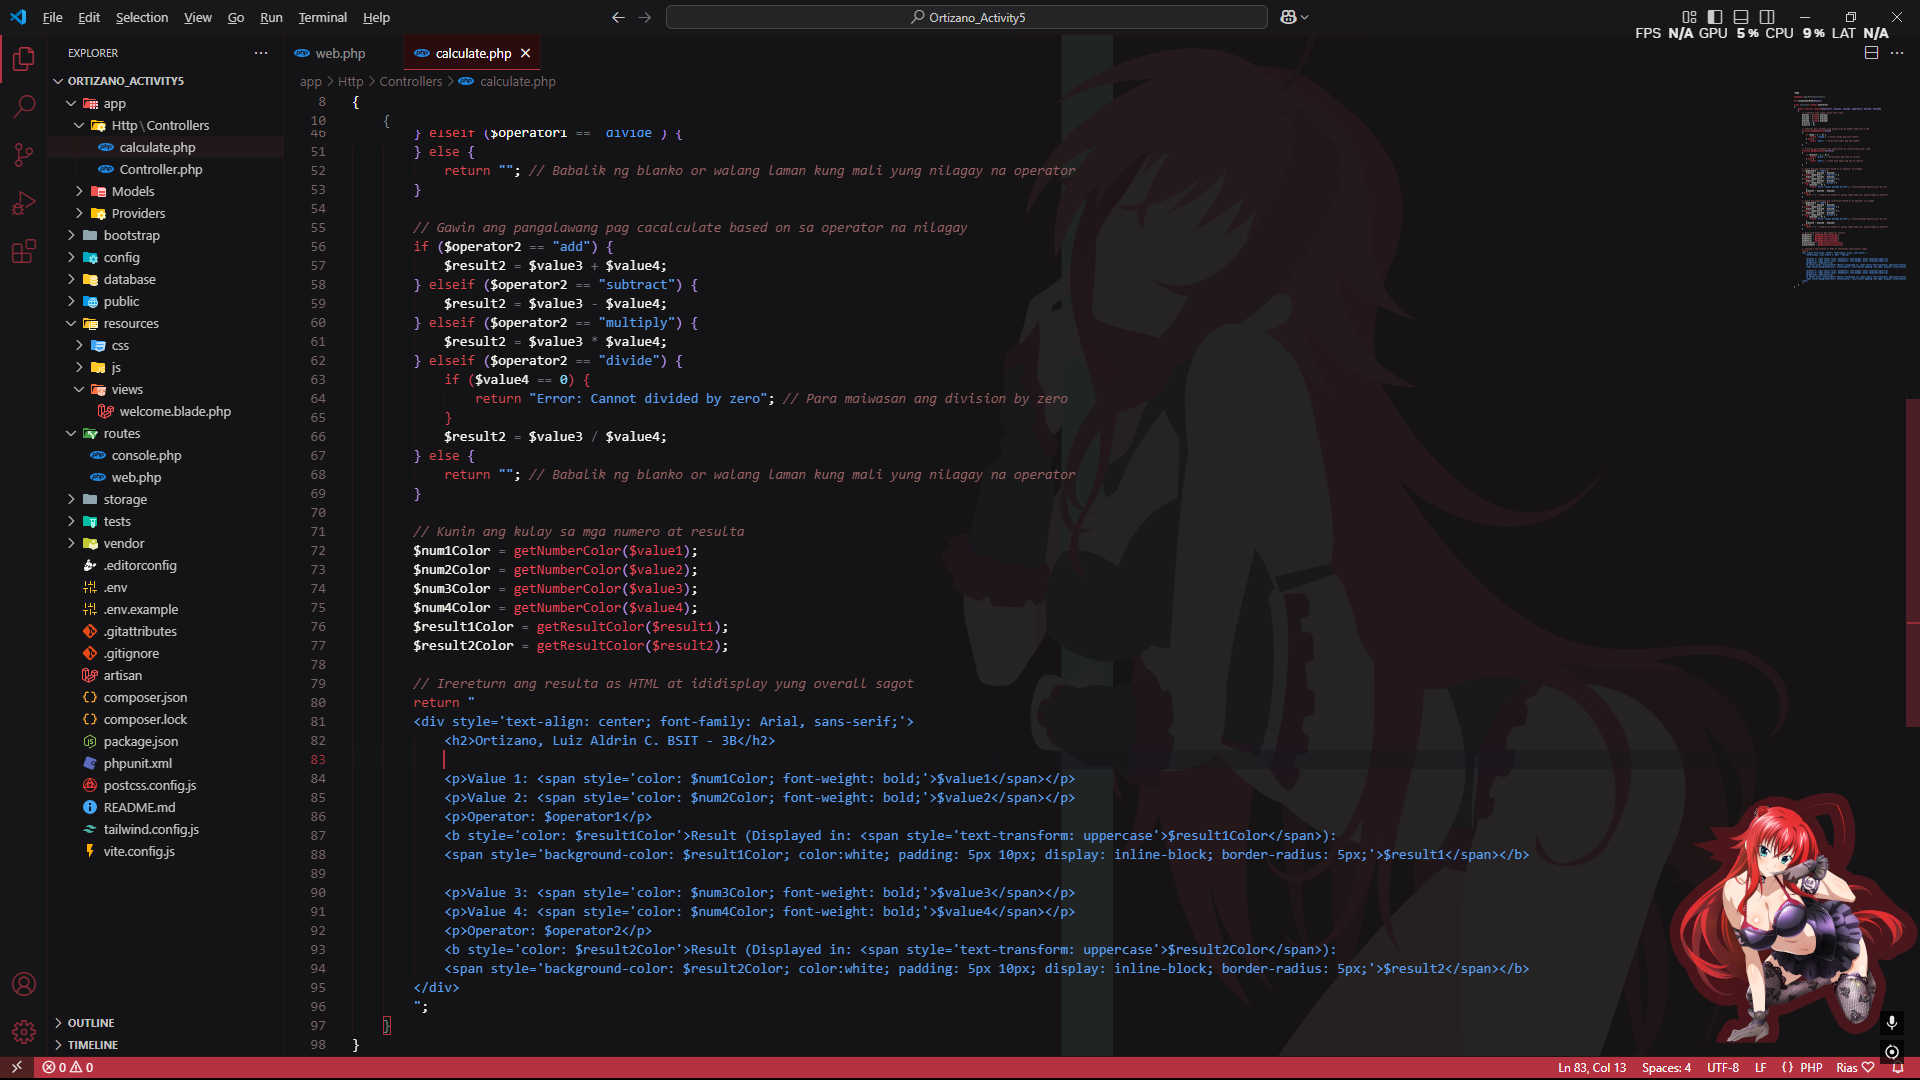 File Edit Selection View Go Run Terminal Help
Ortizano_Activity5
FPS N/A GPU 5 % CPU 9 % LAT N/A
EXPLORER
ORTIZANO_ACTIVITY5
app
Http \ Controllers
calculate.php
Controller.php
Models
Providers
bootstrap
config
database
public
resources
css
js
views
welcome.blade.php
routes
console.php
web.php
storage
tests
vendor
.editorconfig
.env
.env.example
.gitattributes
.gitignore
artisan
composer.json
composer.lock
package.json
phpunit.xml
postcss.config.js
README.md
tailwind.config.js
vite.config.js
OUTLINE
TIMELINE
web.php calculate.php
app > Http > Controllers > calculate.php
8 {
10 {
46 } elseif ($operator1 == divide ) {
51 } else {
52 return ""; // Babalik ng blanko or walang laman kung mali yung nilagay na operator
53 }
54
55 // Gawin ang pangalawang pag cacalculate based on sa operator na nilagay
56 if ($operator2 == "add") {
57 $result2 = $value3 + $value4;
58 } elseif ($operator2 == "subtract") {
59 $result2 = $value3 - $value4;
60 } elseif ($operator2 == "multiply") {
61 $result2 = $value3 * $value4;
62 } elseif ($operator2 == "divide") {
63 if ($value4 == 0) {
64 return "Error: Cannot divided by zero"; // Para maiwasan ang division by zero
65 }
66 $result2 = $value3 / $value4;
67 } else {
68 return ""; // Babalik ng blanko or walang laman kung mali yung nilagay na operator
69 }
70
71 // Kunin ang kulay sa mga numero at resulta
72 $num1Color = getNumberColor($value1);
73 $num2Color = getNumberColor($value2);
74 $num3Color = getNumberColor($value3);
75 $num4Color = getNumberColor($value4);
76 $result1Color = getResultColor($result1);
77 $result2Color = getResultColor($result2);
78
79 // Irereturn ang resulta as HTML at ididisplay yung overall sagot
80 return "
81 <div style='text-align: center; font-family: Arial, sans-serif;'>
82 <h2>Ortizano, Luiz Aldrin C. BSIT - 3B</h2>
83
84 <p>Value 1: <span style='color: $num1Color; font-weight: bold;'>$value1</span></p>
85 <p>Value 2: <span style='color: $num2Color; font-weight: bold;'>$value2</span></p>
86 <p>Operator: $operator1</p>
87 <b style='color: $result1Color'>Result (Displayed in: <span style='text-transform: uppercase'>$result1Color</span>):
88 <span style='background-color: $result1Color; color:white; padding: 5px 10px; display: inline-block; border-radius: 5px;'>$result1</span></b>
89
90 <p>Value 3: <span style='color: $num3Color; font-weight: bold;'>$value3</span></p>
91 <p>Value 4: <span style='color: $num4Color; font-weight: bold;'>$value4</span></p>
92 <p>Operator: $operator2</p>
93 <b style='color: $result2Color'>Result (Displayed in: <span style='text-transform: uppercase'>$result2Color</span>):
94 <span style='background-color: $result2Color; color:white; padding: 5px 10px; display: inline-block; border-radius: 5px;'>$result2</span></b>
95 </div>
96 ";
97 }
98 }
0 0
Ln 83, Col 13 Spaces: 4 UTF-8 LF {} PHP Rias ♡